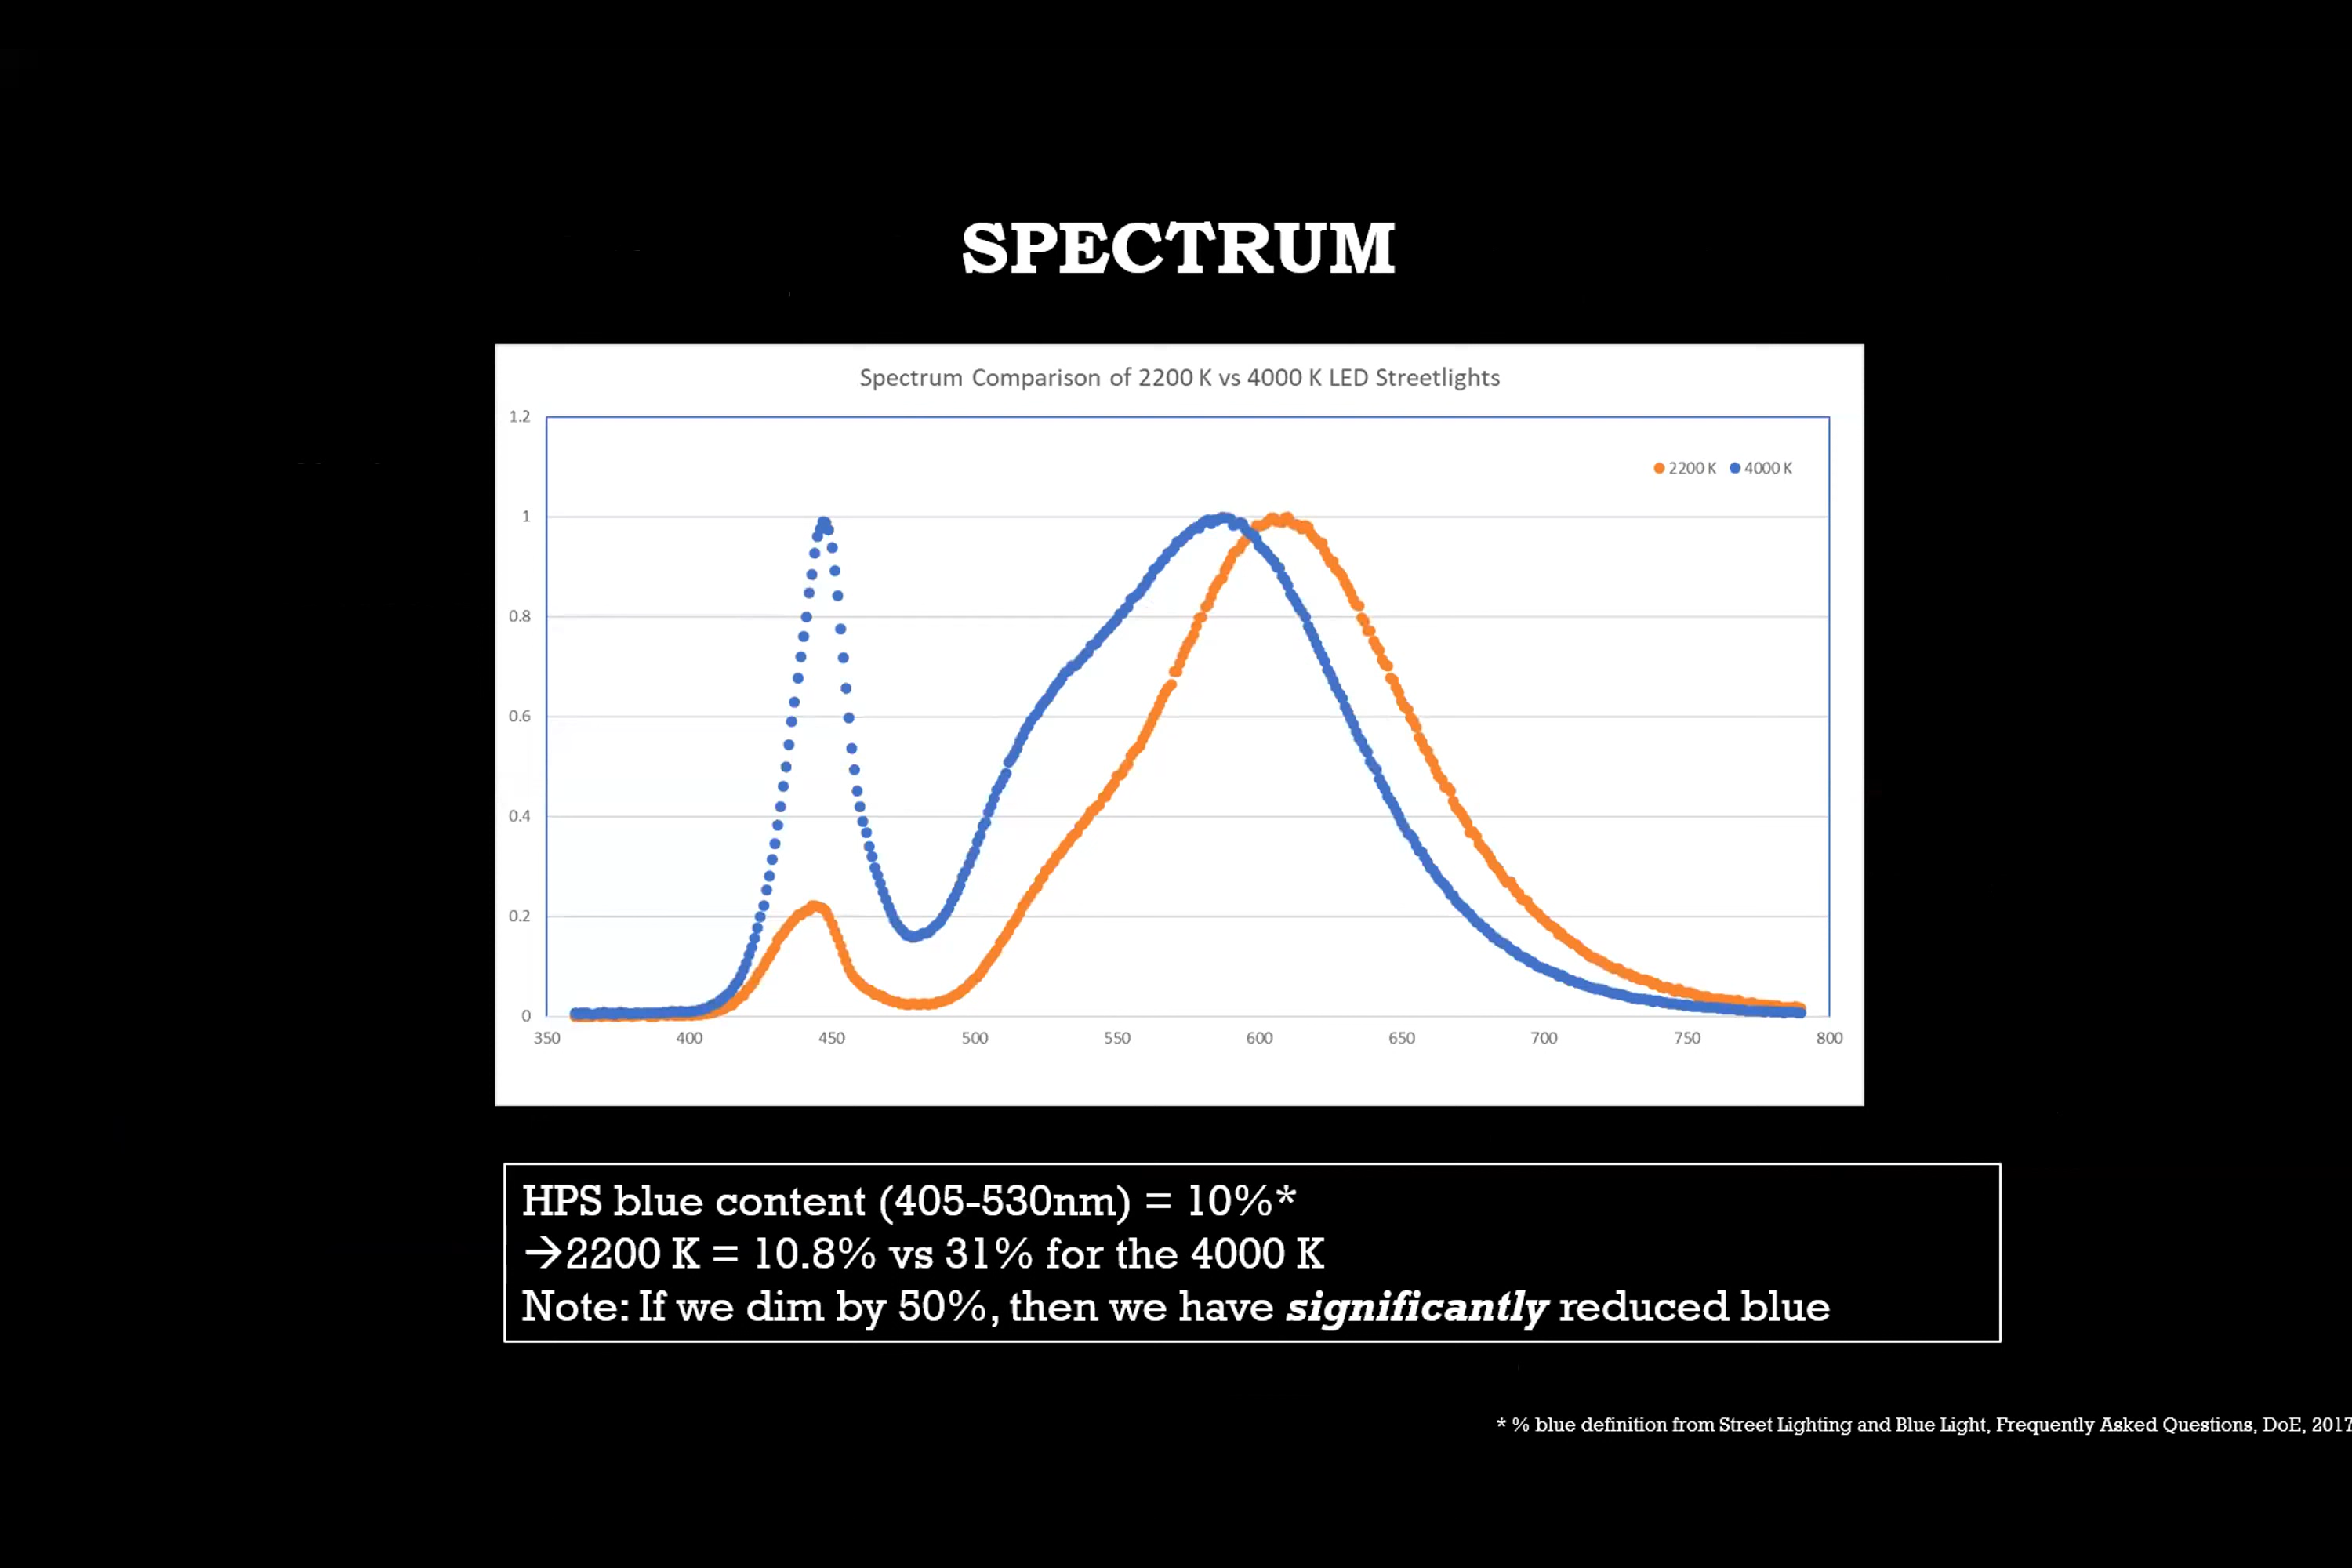 SPECTRUM
Spectrum Comparison of 2200 K vs 4000 K LED Streetlights
1.2
2200 K 4000 K
1
0.8
0.6
0.4
0.2
0
350 400 450 500 550 600 650 700 750 800
HPS blue content (405-530nm) = 10%*
→2200 K = 10.8% vs 31% for the 4000 K
Note: If we dim by 50%, then we have significantly reduced blue
* % blue definition from Street Lighting and Blue Light, Frequently Asked Questions, DoE, 2017